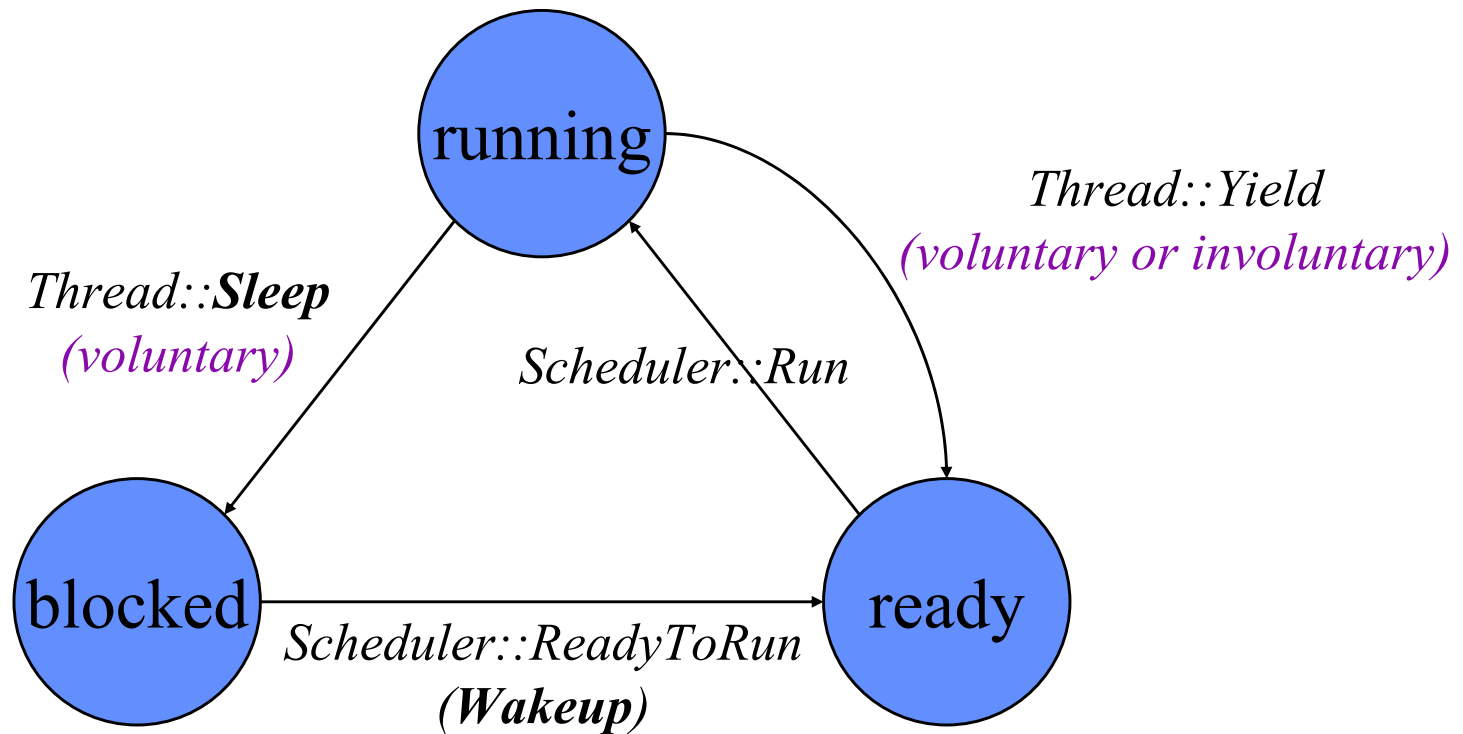 running
Thread::Yield
(voluntary or involuntary)
Thread::Sleep
(voluntary)
Scheduler::Run
blocked
ready
Scheduler::ReadyToRun
(Wakeup)